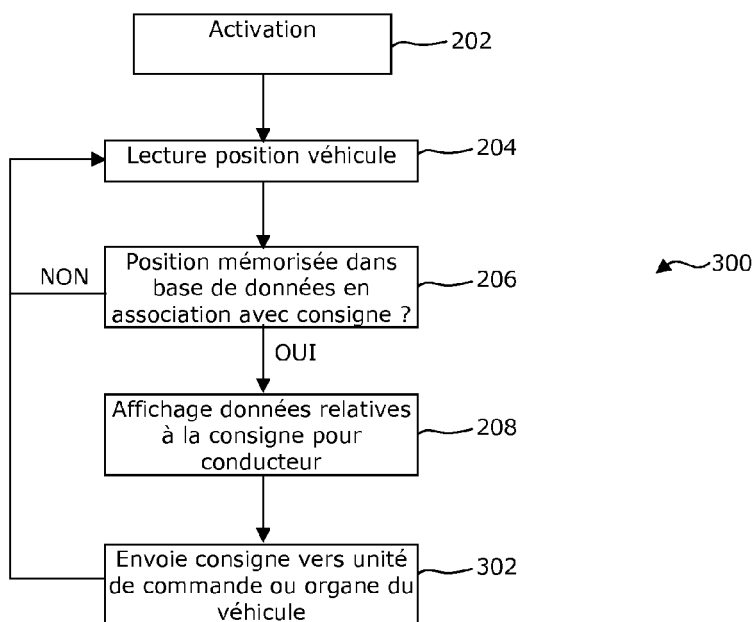 Activation
202
Lecture position véhicule
204
Position mémorisée dans
base de données en
association avec consigne ?
206
300
NON
OUI
Affichage données relatives
à la consigne pour
conducteur
208
Envoie consigne vers unité
de commande ou organe du
véhicule
302